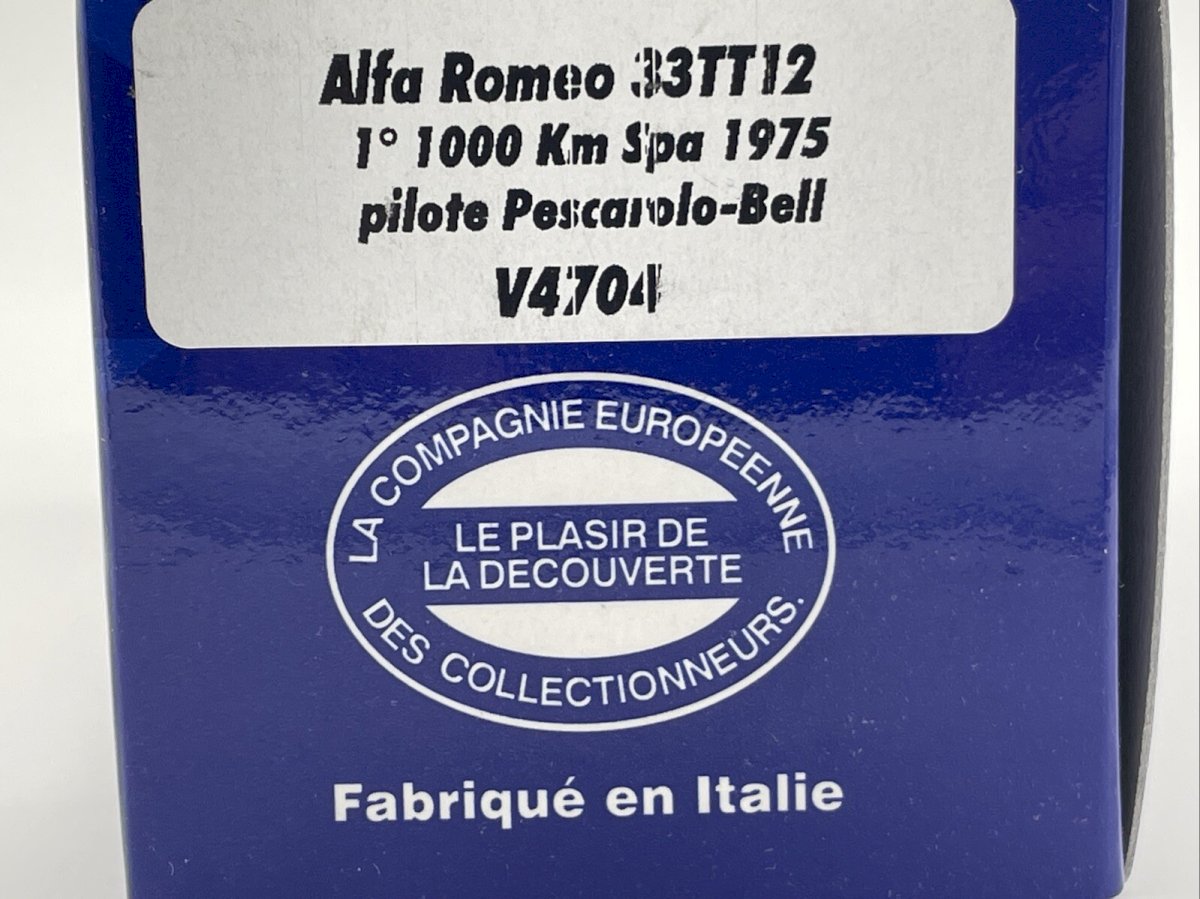 Alfa Romeo 33TT12
1° 1000 Km Spa 1975
pilote Pescarolo-Bell
V4704
LA COMPAGNIE EUROPEENNE
LE PLASIR DE
LA DECOUVERTE
DES COLLECTIONNEURS.
Fabriqué en Italie